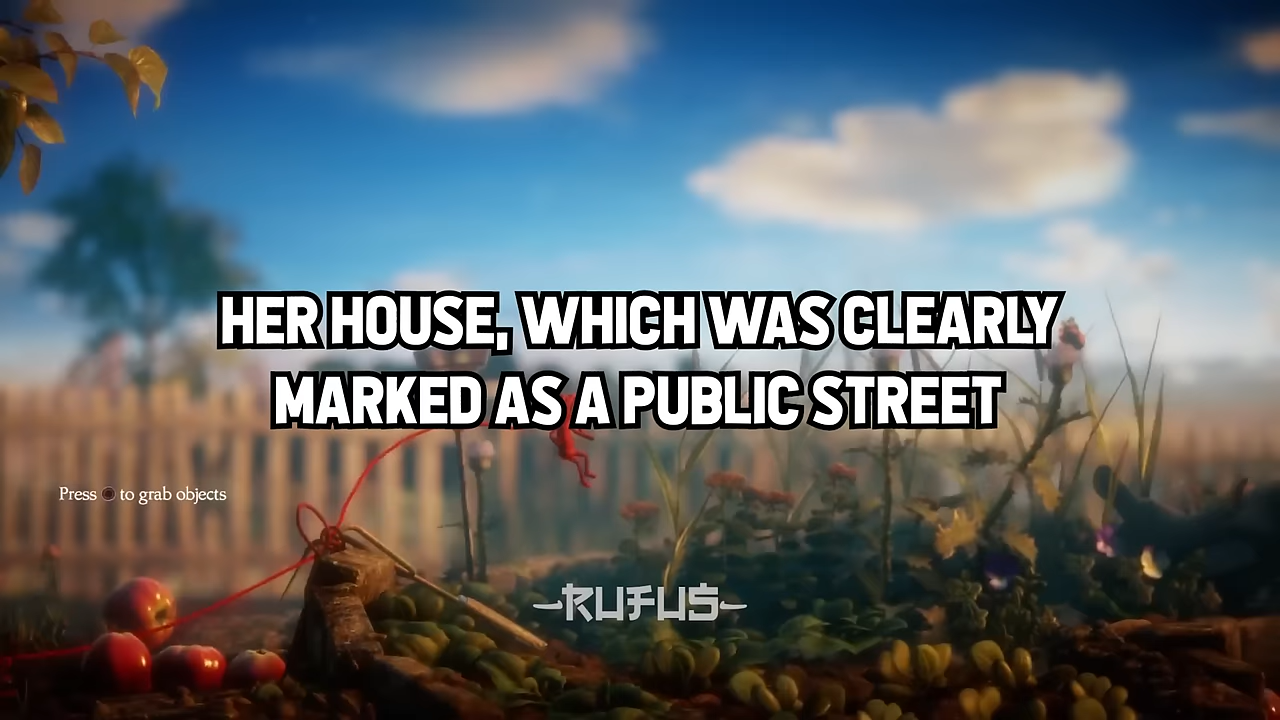 HER HOUSE, WHICH WAS CLEARLY
MARKED AS A PUBLIC STREET
Press to grab objects
RUFUS